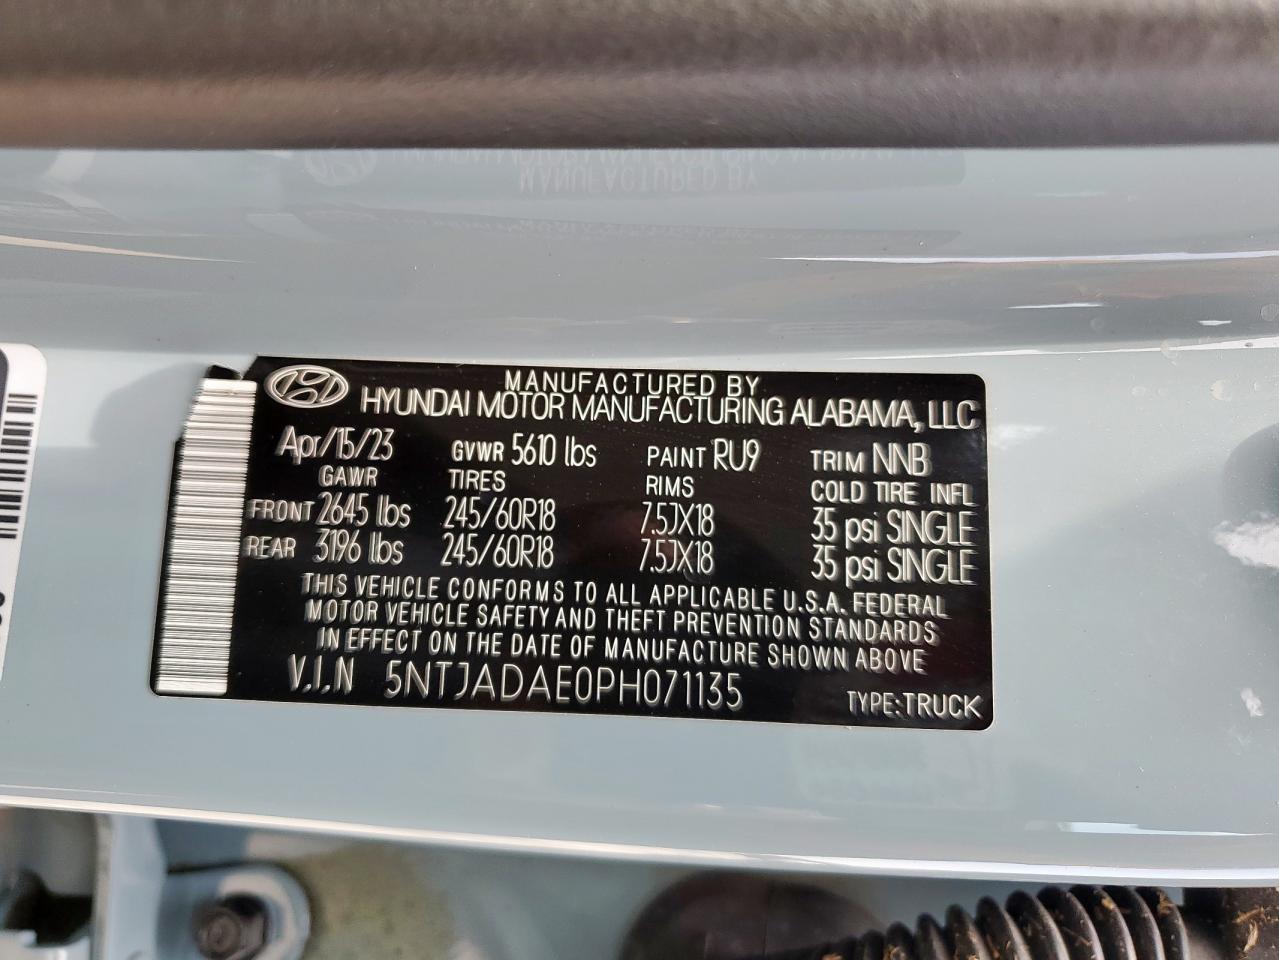 MANUFACTURED BY
HYUNDAI MOTOR MANUFACTURING ALABAMA, LLC
Apr/15/23 GVWR 5610 lbs PAINT RU9 TRIM NNB
GAWR TIRES RIMS COLD TIRE INFL
FRONT 2645 lbs 245/60R18 7.5JX18 35 psi SINGLE
REAR 3196 lbs 245/60R18 7.5JX18 35 psi SINGLE
THIS VEHICLE CONFORMS TO ALL APPLICABLE U.S.A. FEDERAL
MOTOR VEHICLE SAFETY AND THEFT PREVENTION STANDARDS
IN EFFECT ON THE DATE OF MANUFACTURE SHOWN ABOVE
V.I.N 5NTJADAE0PH071135 TYPE:TRUCK